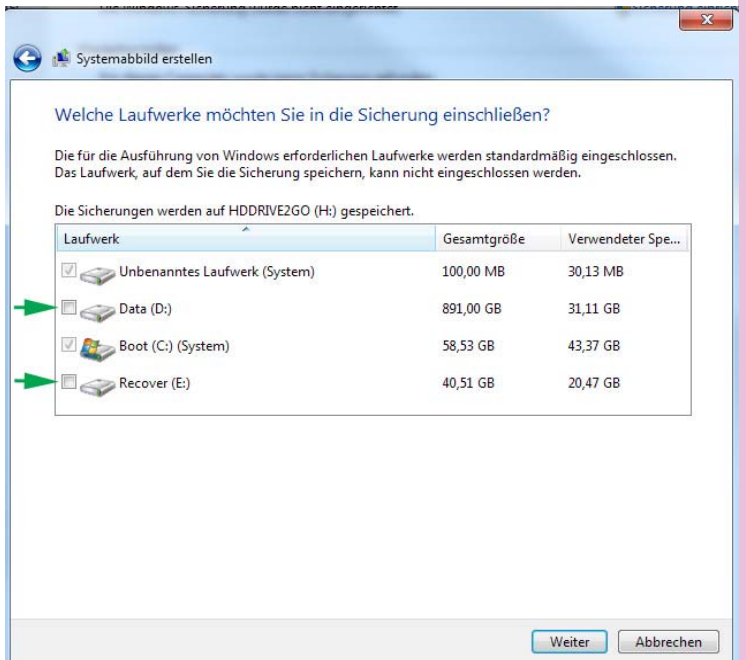 Systemabbild erstellen
Welche Laufwerke möchten Sie in die Sicherung einschließen?
Die für die Ausführung von Windows erforderlichen Laufwerke werden standardmäßig eingeschlossen.
Das Laufwerk, auf dem Sie die Sicherung speichern, kann nicht eingeschlossen werden.
Die Sicherungen werden auf HDDRIVE2GO (H:) gespeichert.
Laufwerk Gesamtgröße Verwendeter Spe...
Unbenanntes Laufwerk (System) 100,00 MB 30,13 MB
Data (D:) 891,00 GB 31,11 GB
Boot (C:) (System) 58,53 GB 43,37 GB
Recover (E:) 40,51 GB 20,47 GB
Weiter Abbrechen